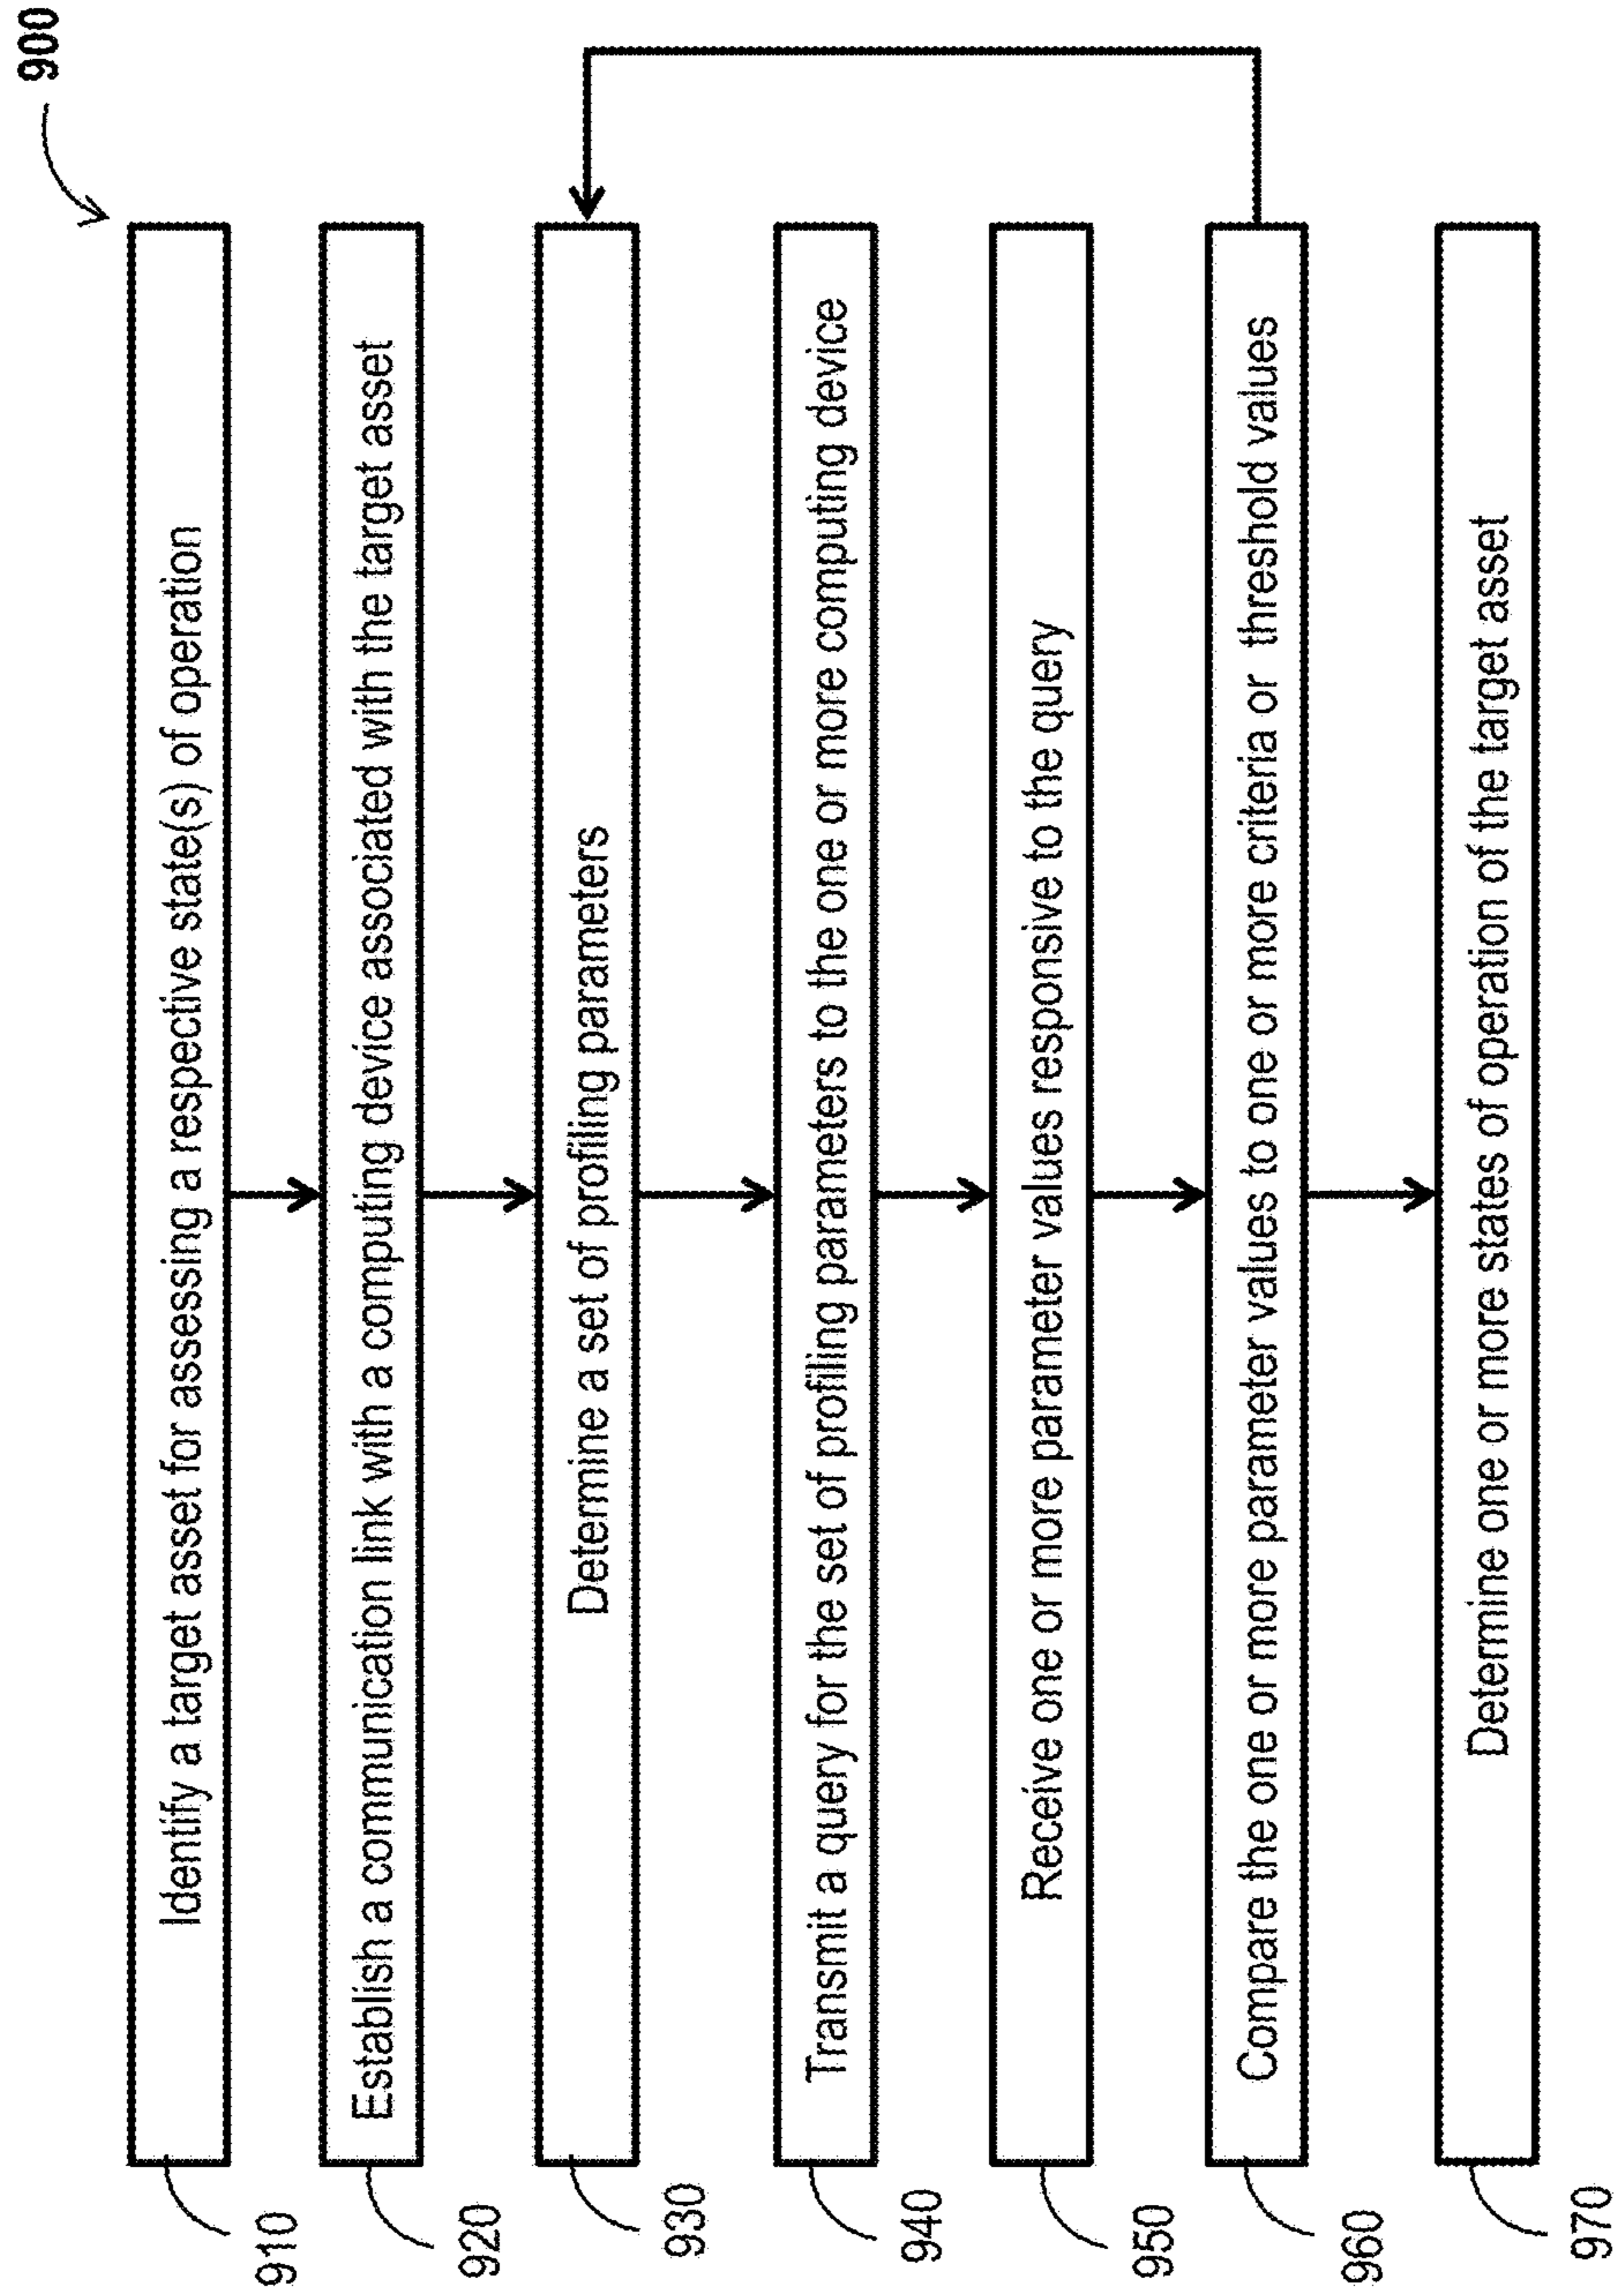 900
910
Identify a target asset for assessing a respective state(s) of operation
920
Establish a communication link with a computing device associated with the target asset
930
Determine a set of profiling parameters
940
Transmit a query for the set of profiling parameters to the one or more computing device
950
Receive one or more parameter values responsive to the query
960
Compare the one or more parameter values to one or more criteria or threshold values
970
Determine one or more states of operation of the target asset